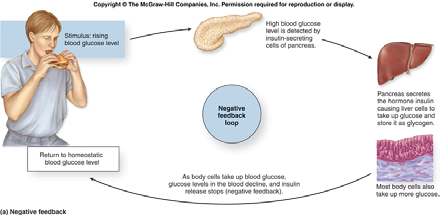 Copyright © The McGraw-Hill Companies, Inc. Permission required for reproduction or display.
Stimulus: rising
blood glucose level
High blood glucose
level is detected by
insulin-secreting
cells of pancreas.
Pancreas secretes
the hormone insulin
causing liver cells to
take up glucose and
store it as glycogen.
Negative
feedback
loop
Return to homeostatic
blood glucose level
As body cells take up blood glucose,
glucose levels in the blood decline, and insulin
release stops (negative feedback).
Most body cells also
take up more glucose.
(a) Negative feedback